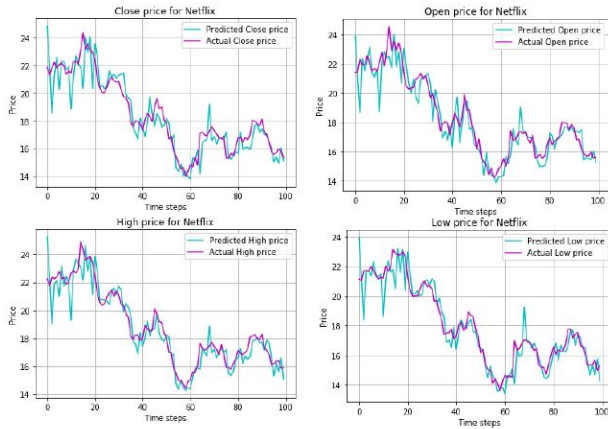 Close price for Netflix
Predicted Close price
Actual Close price
Price
24
22
20
18
16
14
0 20 40 60 80 100
Time steps
Open price for Netflix
Predicted Open price
Actual Open price
Price
24
22
20
18
16
14
0 20 40 60 80 100
Time steps
High price for Netflix
Predicted High price
Actual High price
Price
24
22
20
18
16
14
0 20 40 60 80 100
Time steps
Low price for Netflix
Predicted Low price
Actual Low price
Price
24
22
20
18
16
14
0 20 40 60 80 100
Time steps